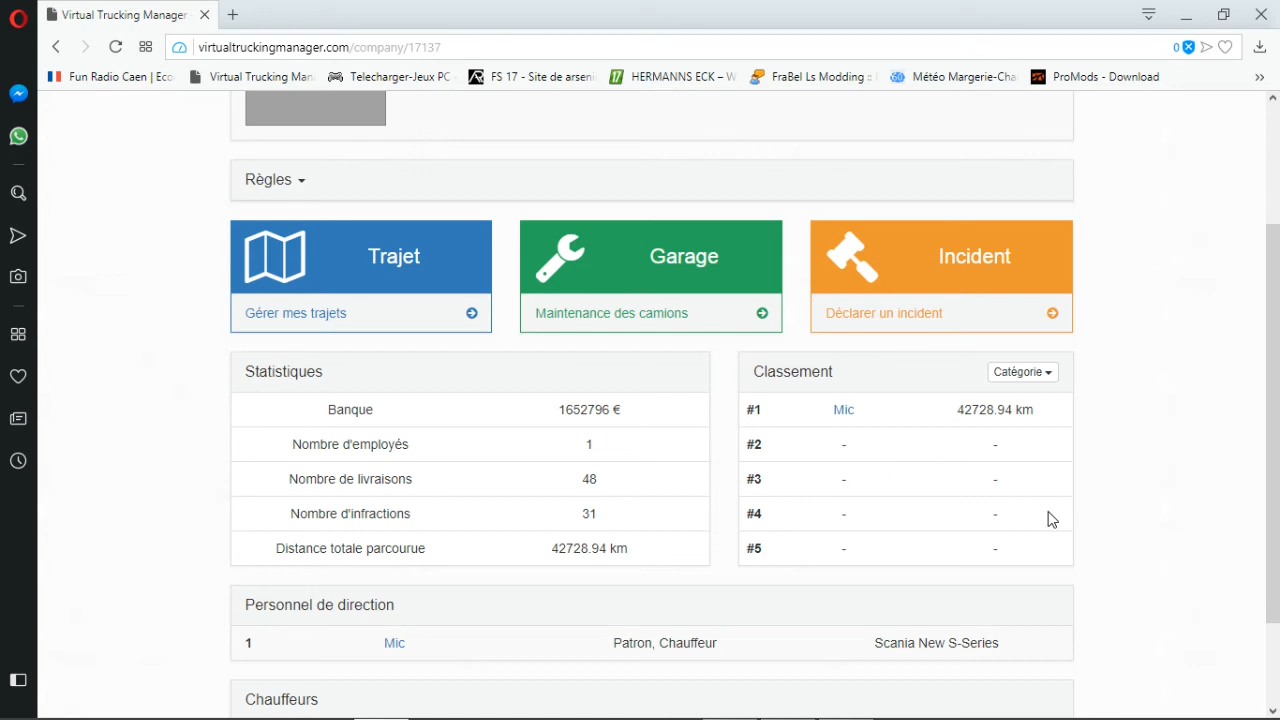 Virtual Trucking Manager
virtualtruckingmanager.com/company/17137
0
Fun Radio Caen | Eco
Virtual Trucking Man
Telecharger-Jeux PC
FS 17 - Site de arseni
17
HERMANNS ECK – W
FraBel Ls Modding ::
Météo Margerie-Cha
ProMods - Download
Règles
Trajet
Garage
Incident
Gérer mes trajets
Maintenance des camions
Déclarer un incident
Statistiques
Banque 1652796 €
Nombre d'employés 1
Nombre de livraisons 48
Nombre d'infractions 31
Distance totale parcourue 42728.94 km
Classement Catégorie
#1 Mic 42728.94 km
#2 - -
#3 - -
#4 - -
#5 - -
Personnel de direction
1 Mic Patron, Chauffeur Scania New S-Series
Chauffeurs